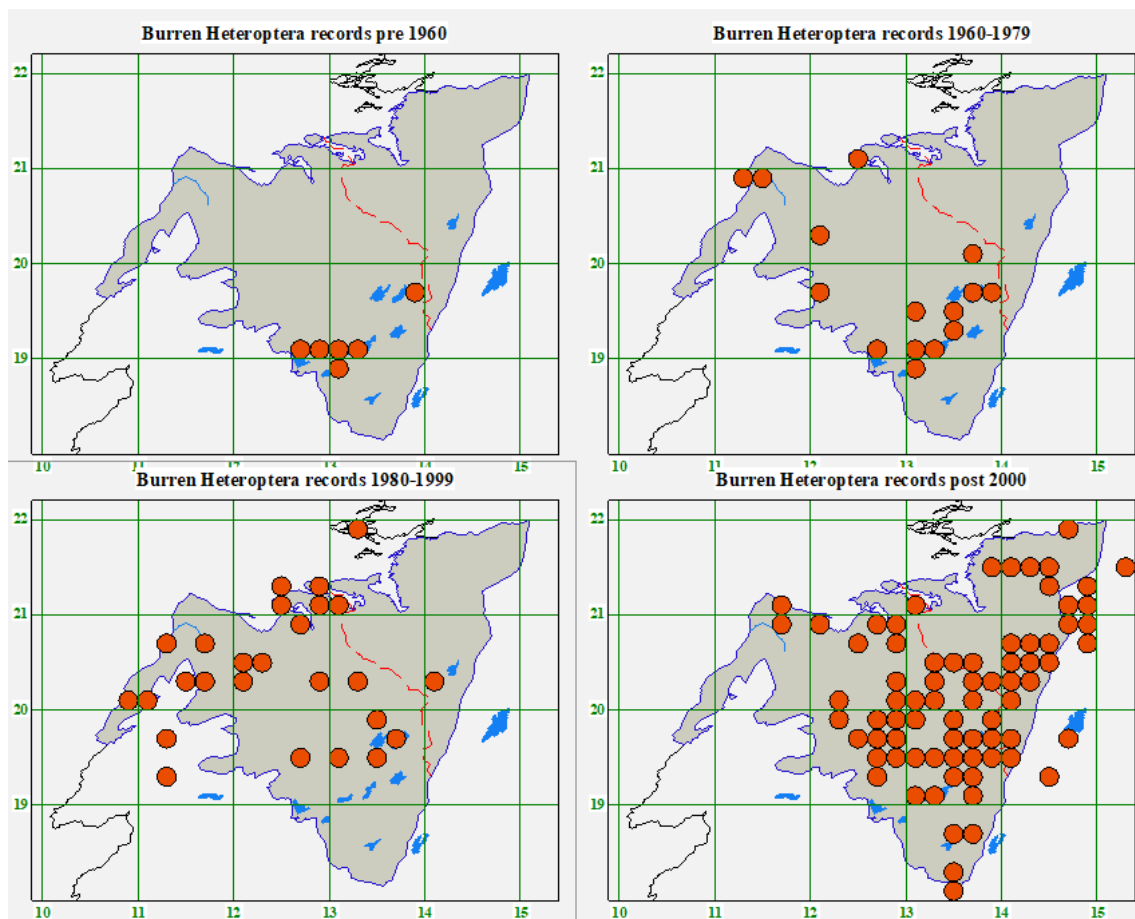 Burren Heteroptera records pre 1960
22
21
20
19
10 11 12 13 14 15
Burren Heteroptera records 1960-1979
22
21
20
19
10 11 12 13 14 15
Burren Heteroptera records 1980-1999
22
21
20
19
10 11 12 13 14 15
Burren Heteroptera records post 2000
22
21
20
19
10 11 12 13 14 15